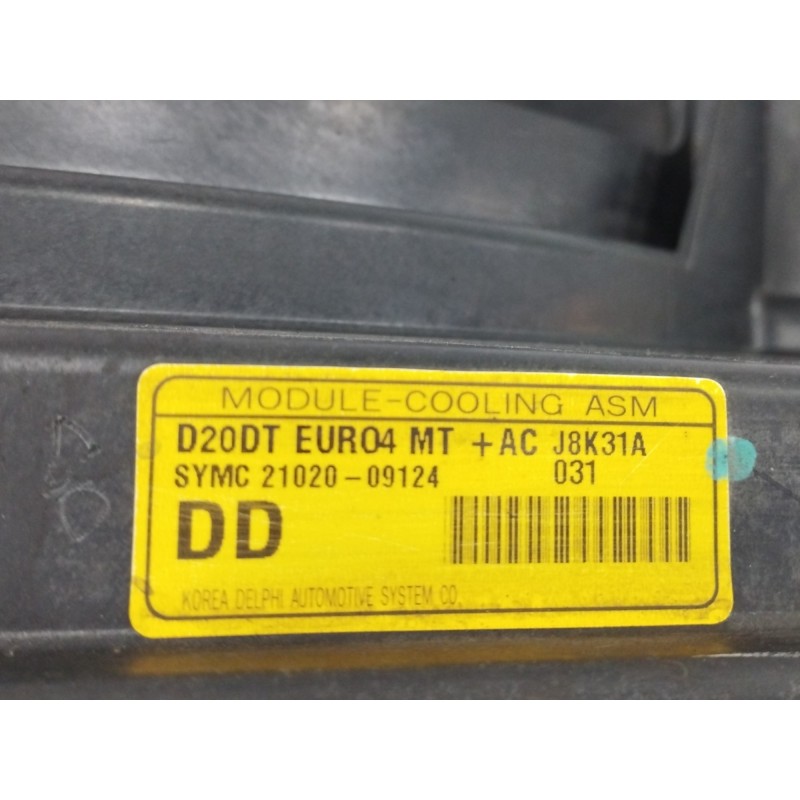 MODULE-COOLING ASM
D20DT EURO4 MT +AC J8K31A
SYMC 21020-09124 031
DD
KOREA DELPHI AUTOMOTIVE SYSTEM CO.